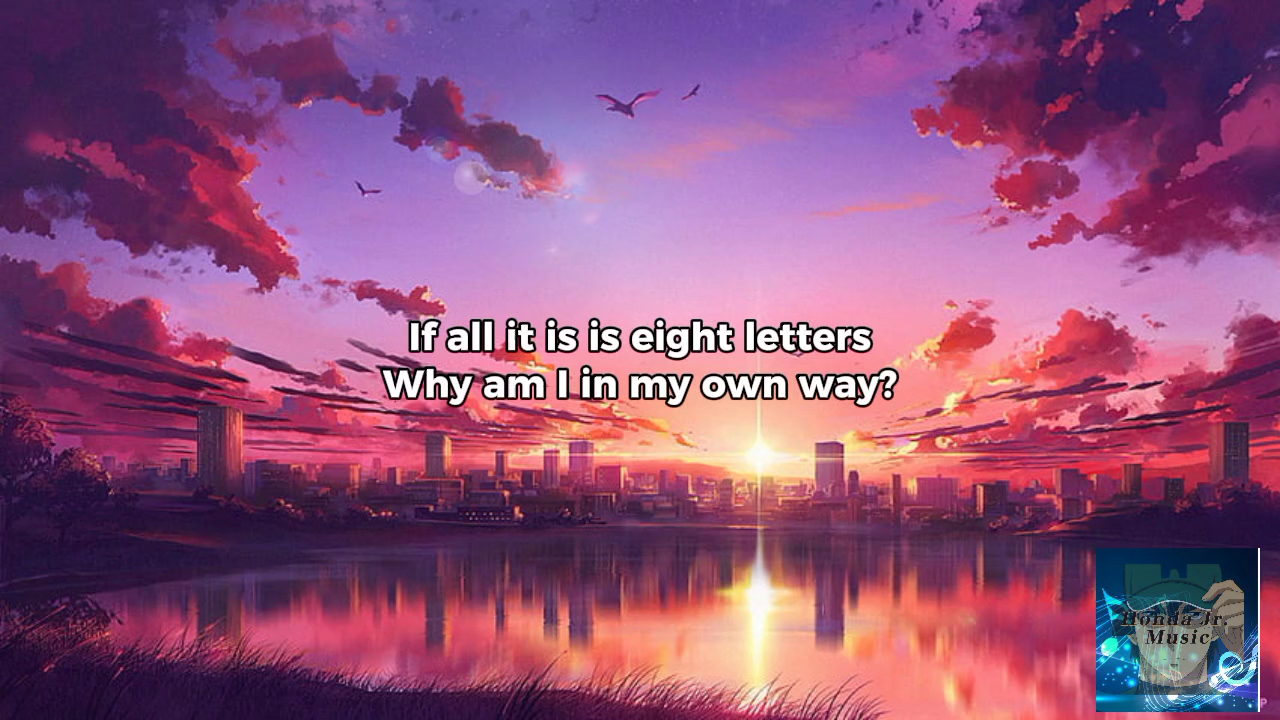 If all it is is eight letters
Why am I in my own way?
Honda Jr.
Music